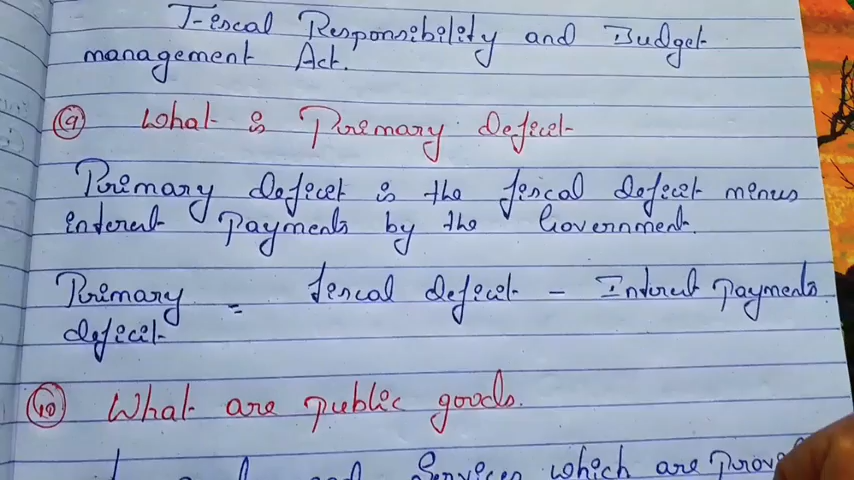 Fiscal Responsibility and Budget
management Act.
9 What is Primary deficit
Primary deficit is the fiscal deficit minus
interest payments by the Government.
Primary = fiscal deficit - Interest payments.
deficit
10 What are public goods.
and Services which are